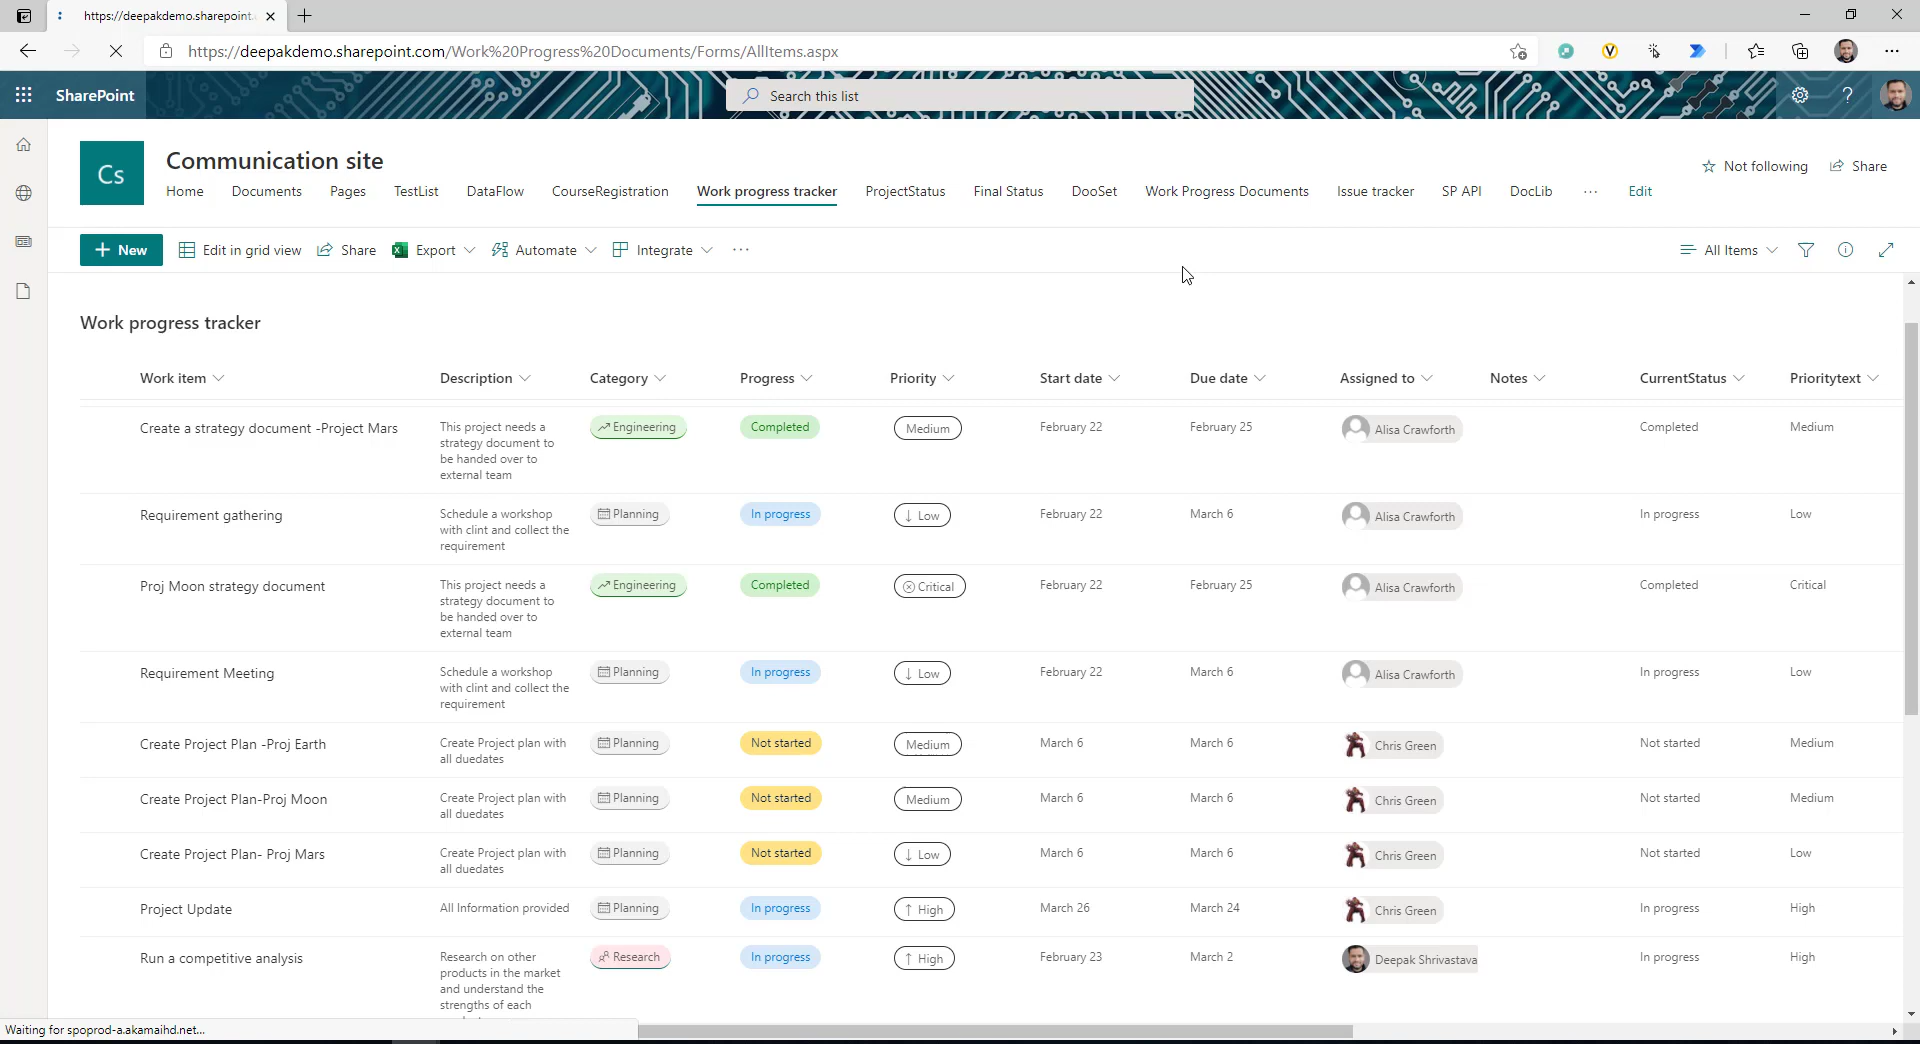 https://deepakdemo.sharepoint.
https://deepakdemo.sharepoint.com/Work%20Progress%20Documents/Forms/AllItems.aspx
SharePoint
Search this list
Cs
Communication site
Not following
Share
Home
Documents
Pages
TestList
DataFlow
CourseRegistration
Work progress tracker
ProjectStatus
Final Status
DooSet
Work Progress Documents
Issue tracker
SP API
DocLib
Edit
New
Edit in grid view
Share
Export
Automate
Integrate
All Items
Work progress tracker
Work item
Description
Category
Progress
Priority
Start date
Due date
Assigned to
Notes
CurrentStatus
Prioritytext
Create a strategy document -Project Mars
This project needs a
strategy document to
be handed over to
external team
Engineering
Completed
Medium
February 22
February 25
Alisa Crawforth
Completed
Medium
Requirement gathering
Schedule a workshop
with clint and collect the
requirement
Planning
In progress
Low
February 22
March 6
Alisa Crawforth
In progress
Low
Proj Moon strategy document
This project needs a
strategy document to
be handed over to
external team
Engineering
Completed
Critical
February 22
February 25
Alisa Crawforth
Completed
Critical
Requirement Meeting
Schedule a workshop
with clint and collect the
requirement
Planning
In progress
Low
February 22
March 6
Alisa Crawforth
In progress
Low
Create Project Plan -Proj Earth
Create Project plan with
all duedates
Planning
Not started
Medium
March 6
March 6
Chris Green
Not started
Medium
Create Project Plan-Proj Moon
Create Project plan with
all duedates
Planning
Not started
Medium
March 6
March 6
Chris Green
Not started
Medium
Create Project Plan- Proj Mars
Create Project plan with
all duedates
Planning
Not started
Low
March 6
March 6
Chris Green
Not started
Low
Project Update
All Information provided
Planning
In progress
High
March 26
March 24
Chris Green
In progress
High
Run a competitive analysis
Research on other
products in the market
and understand the
strengths of each
Research
In progress
High
February 23
March 2
Deepak Shrivastava
In progress
High
Waiting for spoprod-a.akamaihd.net...